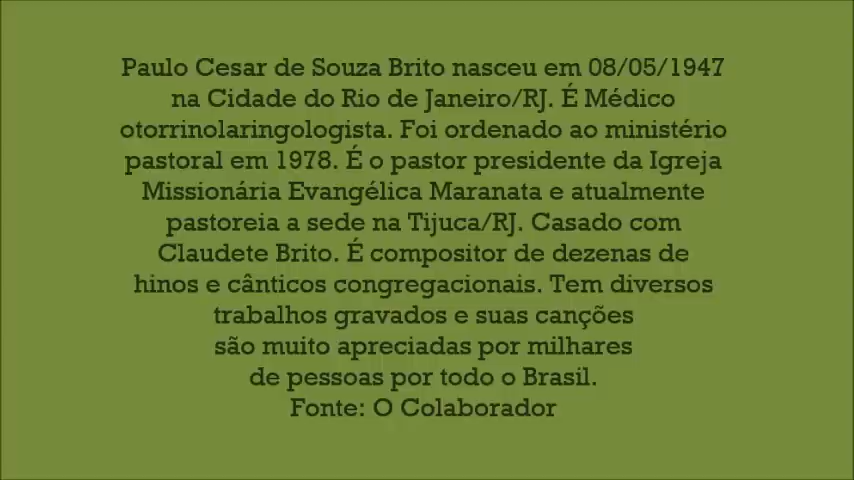 Paulo Cesar de Souza Brito nasceu em 08/05/1947
na Cidade do Rio de Janeiro/RJ. É Médico
otorrinolaringologista. Foi ordenado ao ministério
pastoral em 1978. É o pastor presidente da Igreja
Missionária Evangélica Maranata e atualmente
pastoreia a sede na Tijuca/RJ. Casado com
Claudete Brito. É compositor de dezenas de
hinos e cânticos congregacionais. Tem diversos
trabalhos gravados e suas canções
são muito apreciadas por milhares
de pessoas por todo o Brasil.
Fonte: O Colaborador